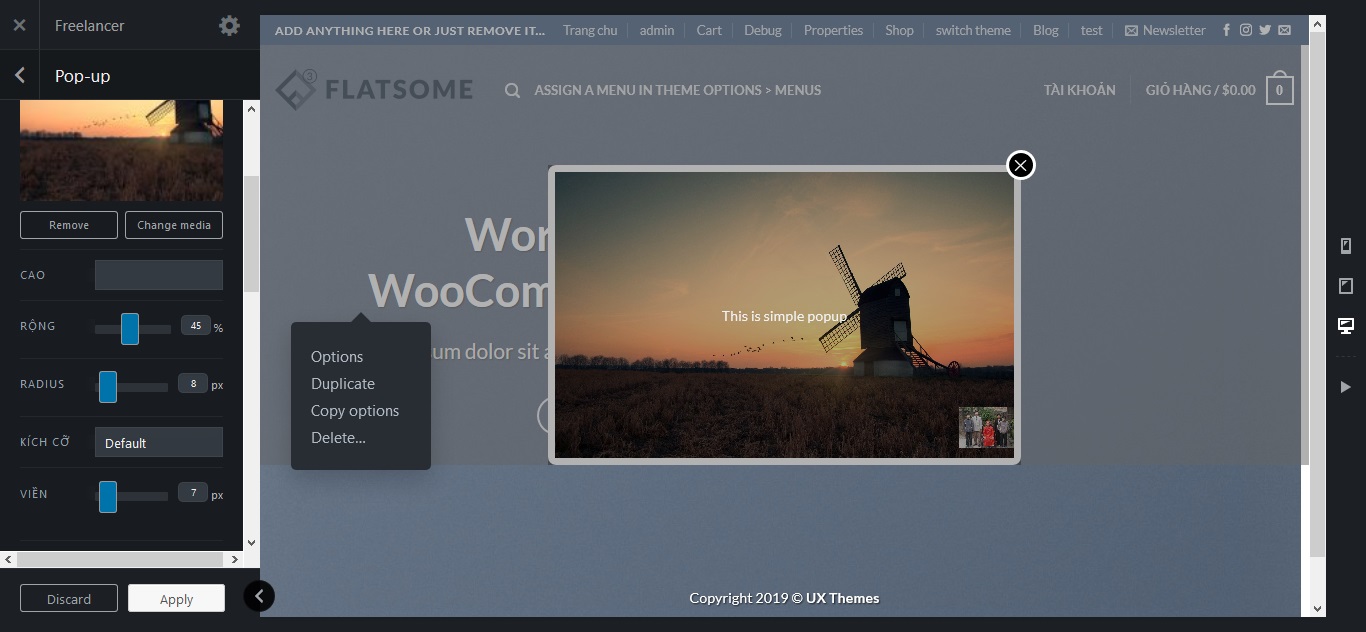 Freelancer
Pop-up
Remove
Change media
CAO
RỘNG
45
%
RADIUS
8
px
KÍCH CỠ
Default
VIỀN
7
px
Discard
Apply
ADD ANYTHING HERE OR JUST REMOVE IT...
Trang chu
admin
Cart
Debug
Properties
Shop
switch theme
Blog
test
Newsletter
FLATSOME
3
ASSIGN A MENU IN THEME OPTIONS > MENUS
TÀI KHOẢN
GIỎ HÀNG / $0.00
0
Wor
WooCom
sum dolor sit a
This is simple popup
Options
Duplicate
Copy options
Delete...
Copyright 2019 © UX Themes